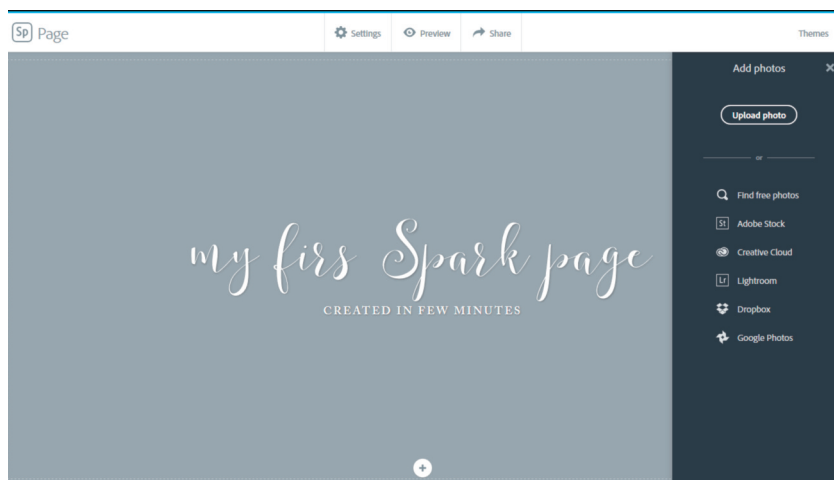 Sp Page
Settings Preview Share Themes
Add photos
Upload photo
or
Find free photos
St Adobe Stock
Creative Cloud
Lr Lightroom
Dropbox
Google Photos
my firs Spark page
CREATED IN FEW MINUTES